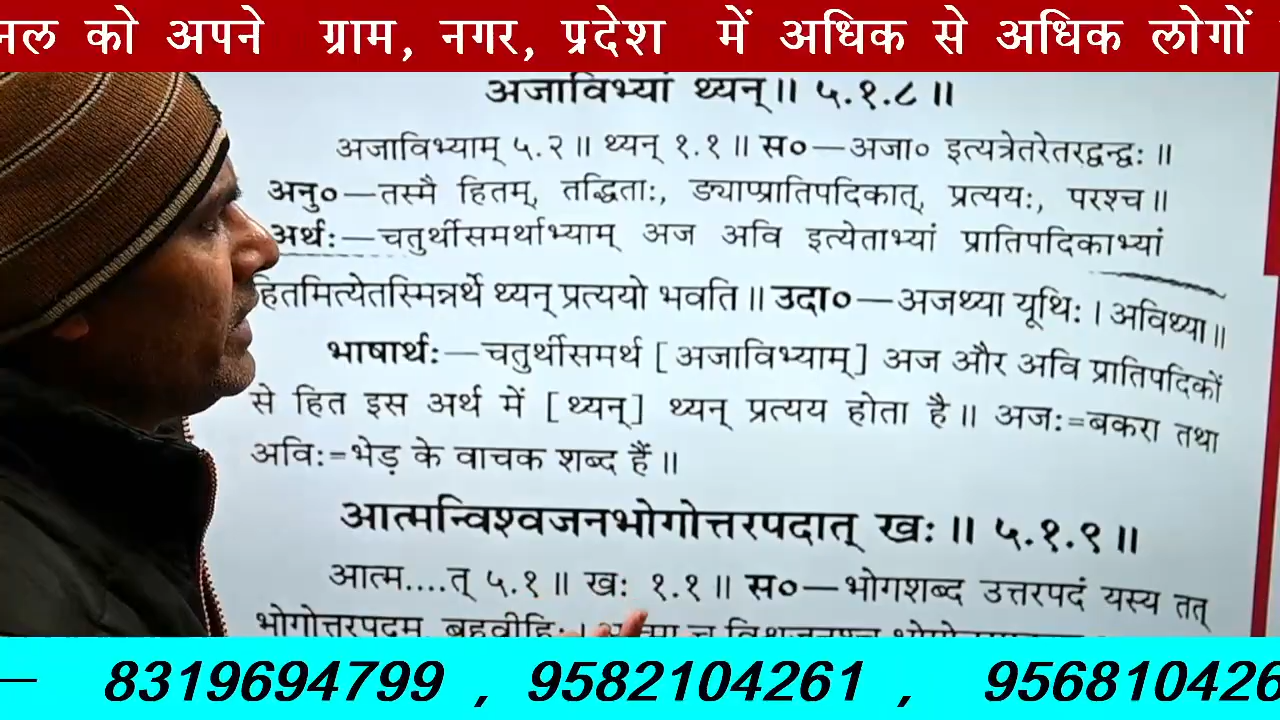 को अपने ग्राम, नगर, प्रदेश में अधिक से अधिक लोगों
अजाविभ्यां थ्यन्॥ ५.१.८॥
अजाविभ्याम् ५.२॥ थ्यन् १.१॥ स०—अजा० इत्यत्रेतरेतरद्वन्द्वः॥
अनु०—तस्मै हितम्, तद्धिताः, ङ्याप्प्रातिपदिकात्, प्रत्ययः, परश्च॥
अर्थः—चतुर्थीसमर्थाभ्याम् अज अवि इत्येताभ्यां प्रातिपदिकाभ्यां
हितमित्येतस्मिन्नर्थे थ्यन् प्रत्ययो भवति॥ उदा०—अजथ्या यूथिः। अविथ्या॥
भाषार्थः—चतुर्थीसमर्थ [अजाविभ्याम्] अज और अवि प्रातिपदिकों
से हित इस अर्थ में [थ्यन्] थ्यन् प्रत्यय होता है॥ अजः=बकरा तथा
अविः=भेड़ के वाचक शब्द हैं॥
आत्मन्विश्वजनभोगोत्तरपदात् खः॥ ५.१.९॥
आत्म....त् ५.१॥ खः १.१॥ स०—भोगशब्द उत्तरपदं यस्य तत्
भोगोत्तरपदम्, बहुव्रीहिः।
— 8319694799 , 9582104261 , 956810426